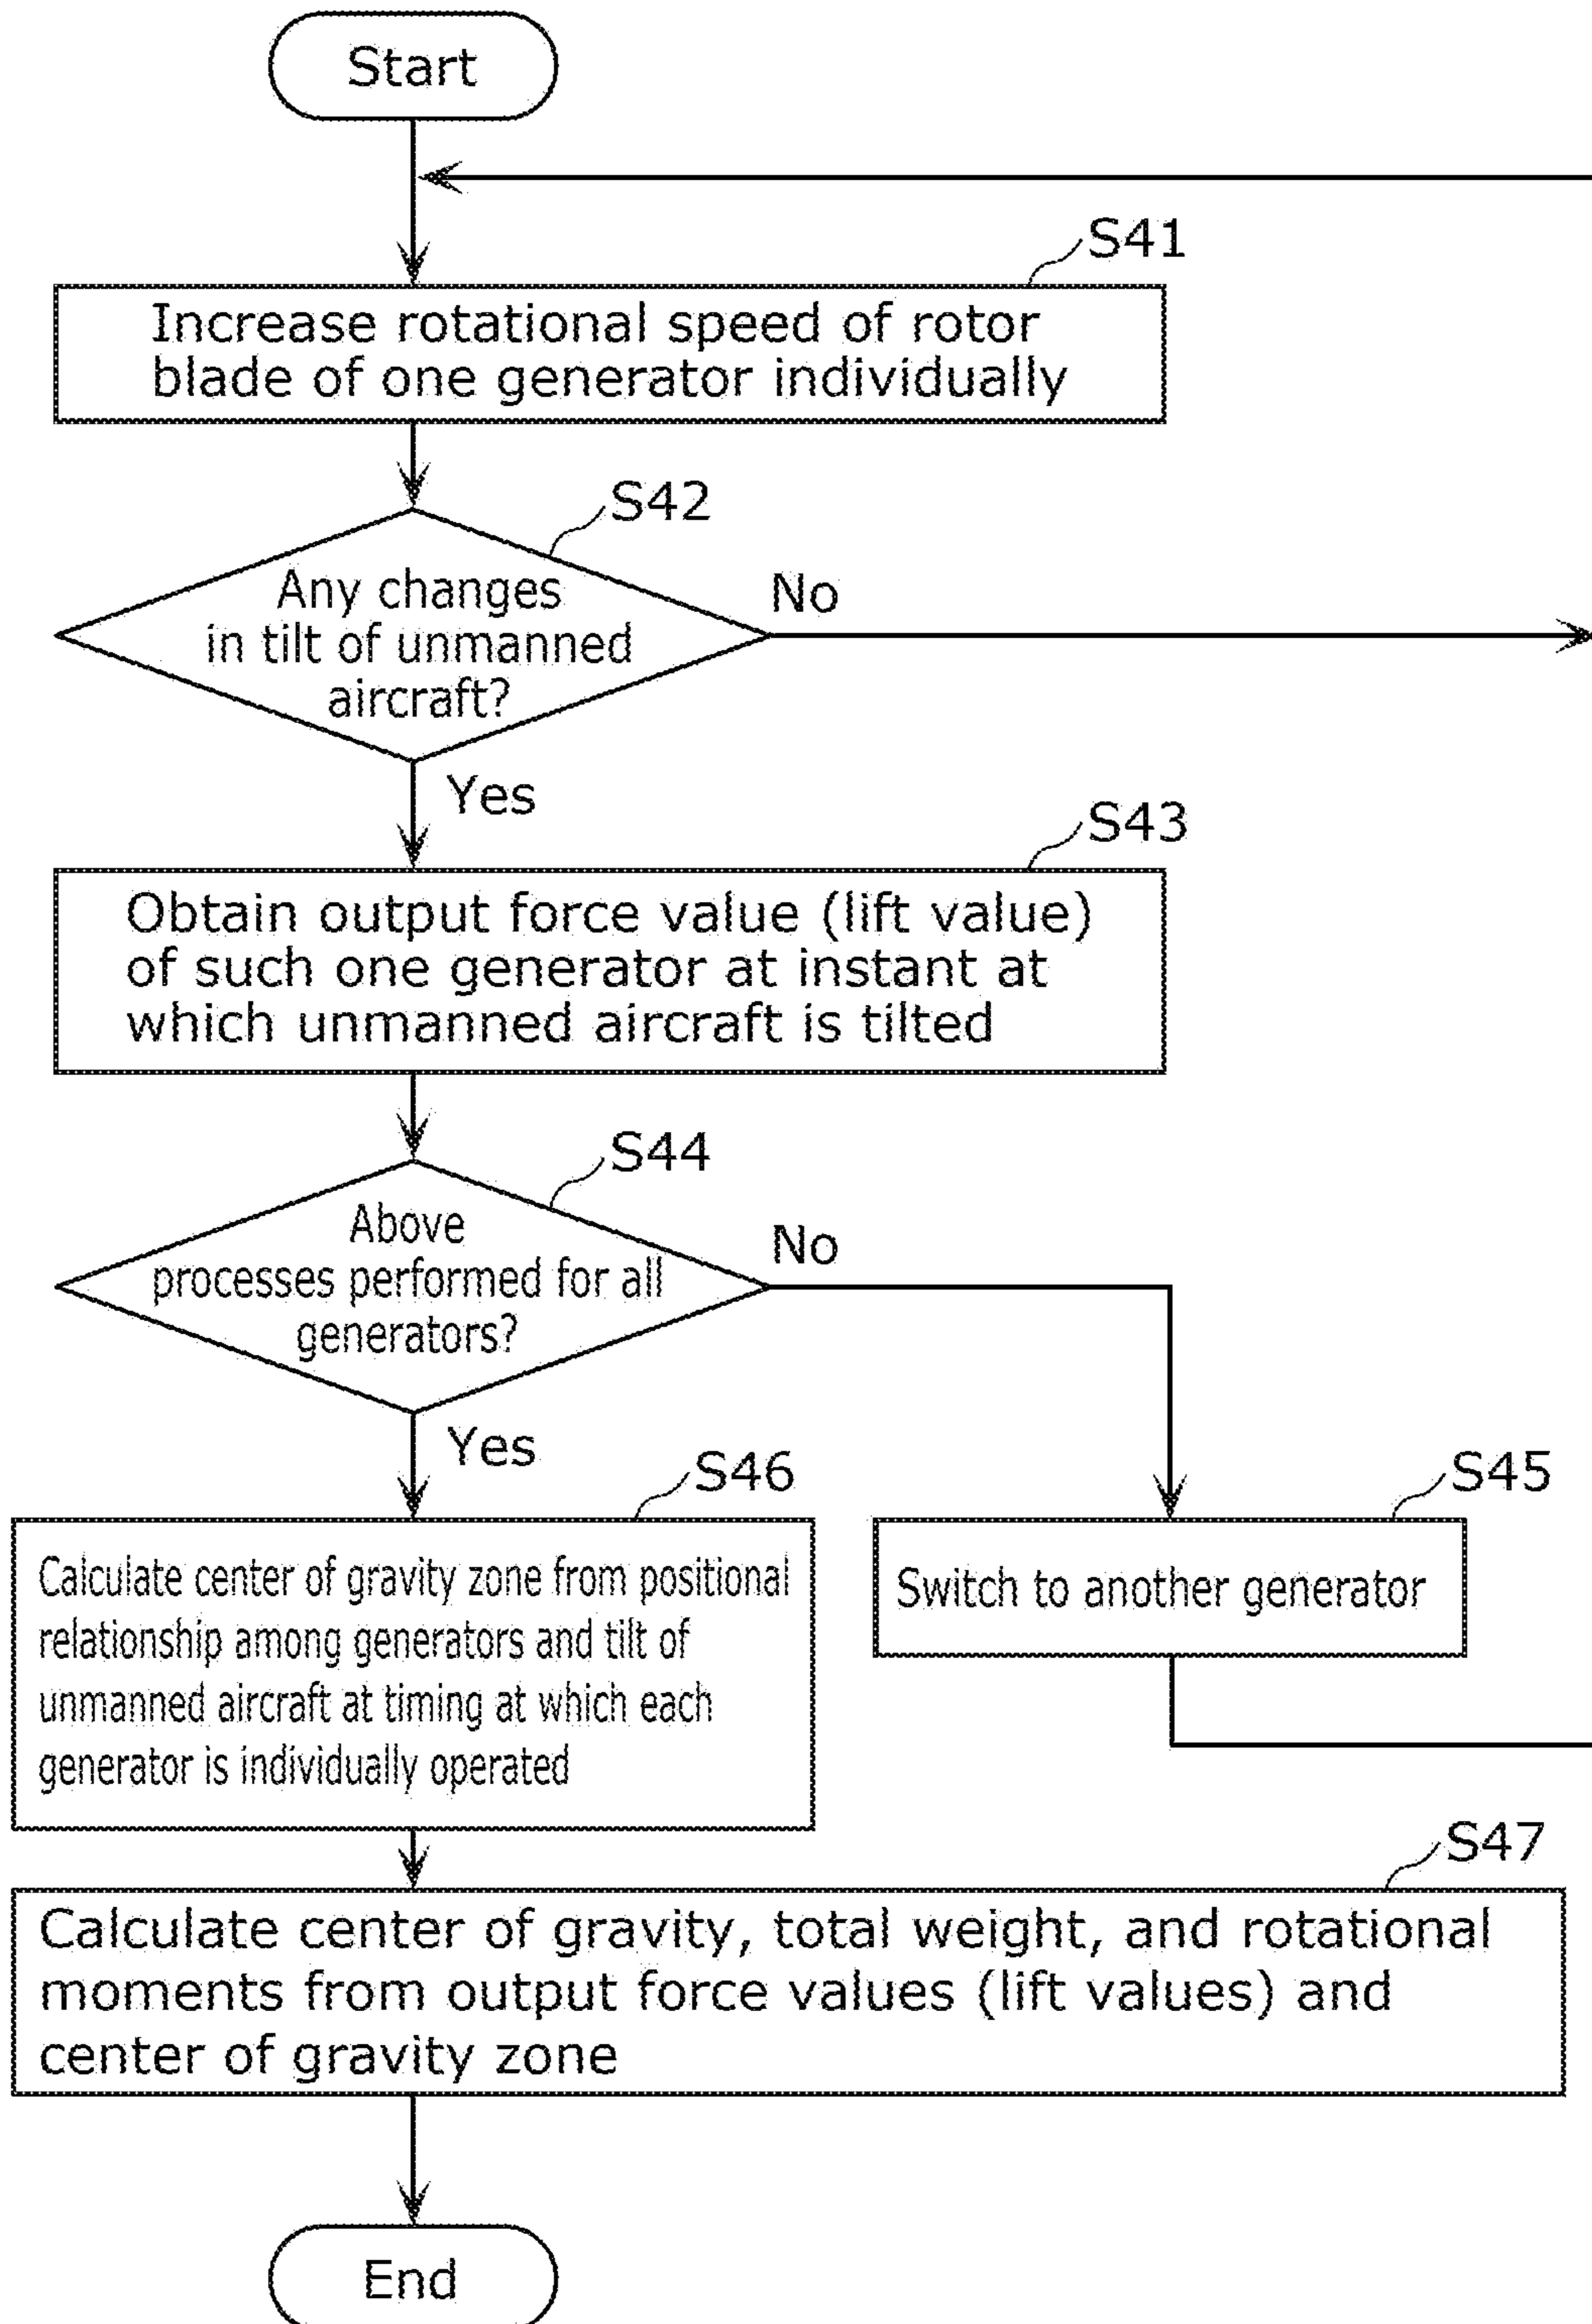 Start
S41
Increase rotational speed of rotor
blade of one generator individually
S42
Any changes
in tilt of unmanned
aircraft?
No
Yes
S43
Obtain output force value (lift value)
of such one generator at instant at
which unmanned aircraft is tilted
S44
Above
processes performed for all
generators?
No
Yes
S46
S45
Calculate center of gravity zone from positional
relationship among generators and tilt of
unmanned aircraft at timing at which each
generator is individually operated
Switch to another generator
S47
Calculate center of gravity, total weight, and rotational
moments from output force values (lift values) and
center of gravity zone
End